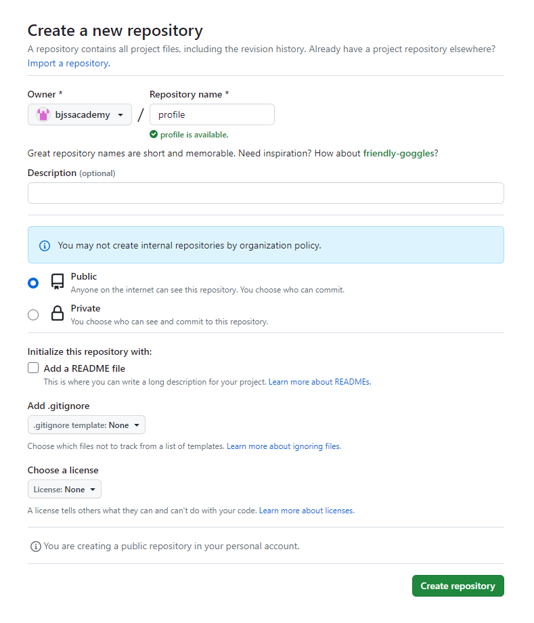 Create a new repository
A repository contains all project files, including the revision history. Already have a project repository elsewhere?
Import a repository.
Owner * Repository name *
bjssacademy / profile
profile is available.
Great repository names are short and memorable. Need inspiration? How about friendly-goggles?
Description (optional)
You may not create internal repositories by organization policy.
Public
Anyone on the internet can see this repository. You choose who can commit.
Private
You choose who can see and commit to this repository.
Initialize this repository with:
Add a README file
This is where you can write a long description for your project. Learn more about READMEs.
Add .gitignore
.gitignore template: None
Choose which files not to track from a list of templates. Learn more about ignoring files.
Choose a license
License: None
A license tells others what they can and can't do with your code. Learn more about licenses.
You are creating a public repository in your personal account.
Create repository